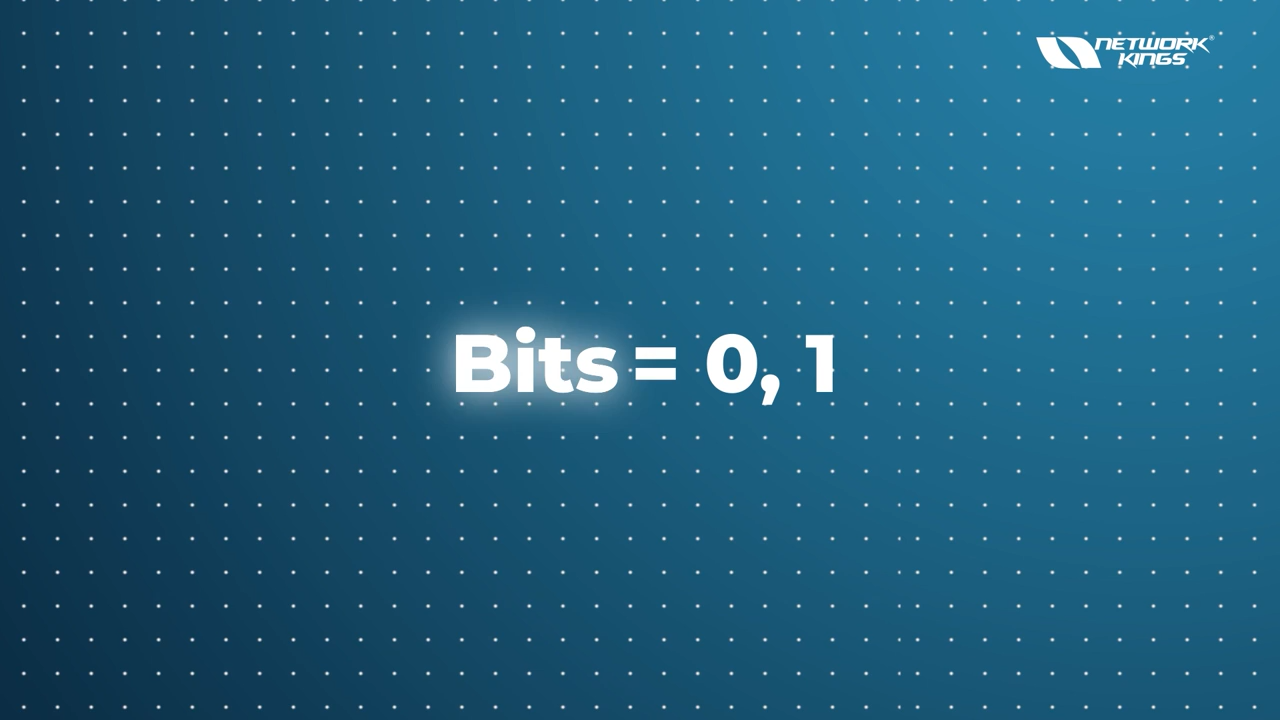 NETWORK
KINGS®
Bits = 0, 1